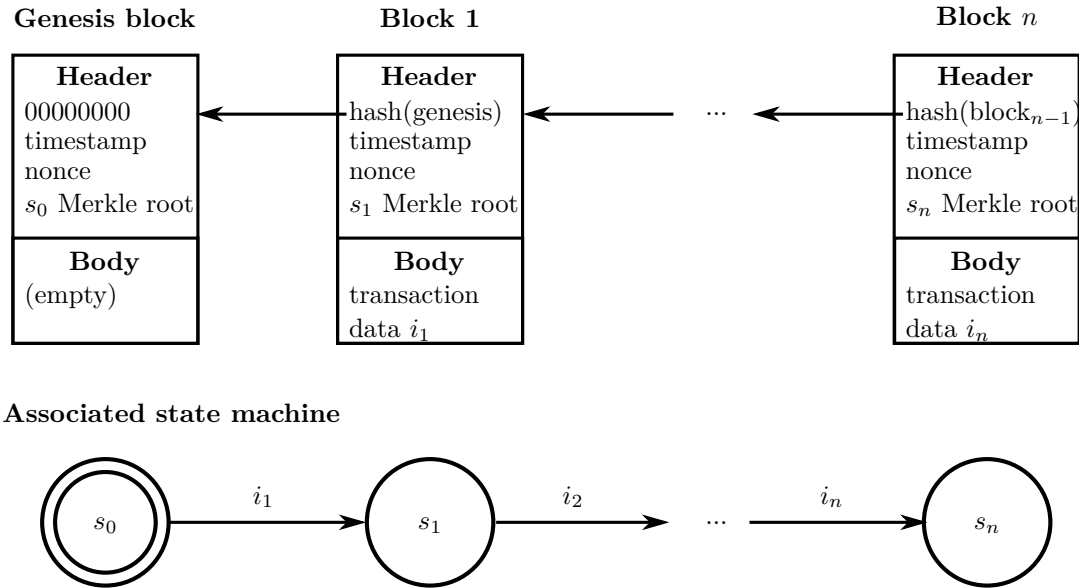 Genesis block
Header
00000000
timestamp
nonce
s₀ Merkle root
Body
(empty)
Block 1
Header
hash(genesis)
timestamp
nonce
s₁ Merkle root
Body
transaction
data i₁
...
Block n
Header
hash(blockₙ₋₁)
timestamp
nonce
sₙ Merkle root
Body
transaction
data iₙ
Associated state machine
s₀
i₁
s₁
i₂
...
iₙ
sₙ